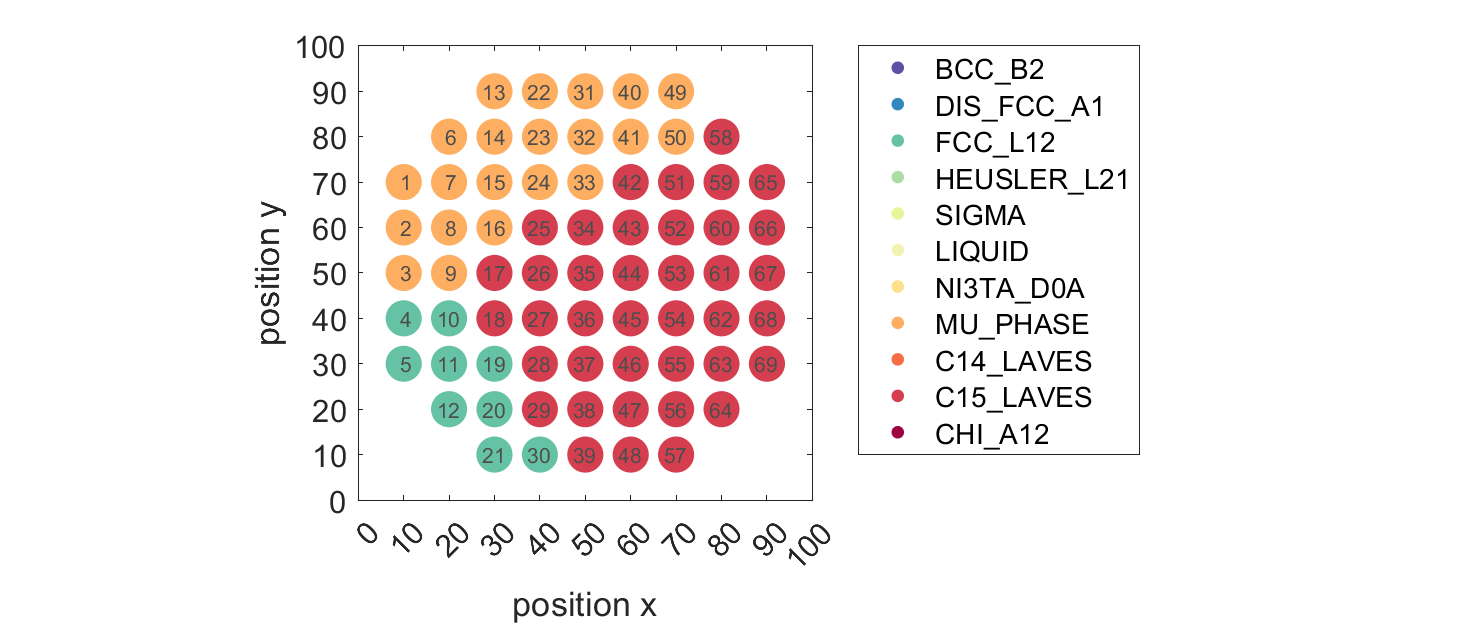 100
90 13 22 31 40 49
80 6 14 23 32 41 50 58
70 1 7 15 24 33 42 51 59 65
60 2 8 16 25 34 43 52 60 66
50 3 9 17 26 35 44 53 61 67
40 4 10 18 27 36 45 54 62 68
30 5 11 19 28 37 46 55 63 69
20 12 20 29 38 47 56 64
10 21 30 39 48 57
0
0 10 20 30 40 50 60 70 80 90 100
position x
position y
BCC_B2
DIS_FCC_A1
FCC_L12
HEUSLER_L21
SIGMA
LIQUID
NI3TA_D0A
MU_PHASE
C14_LAVES
C15_LAVES
CHI_A12